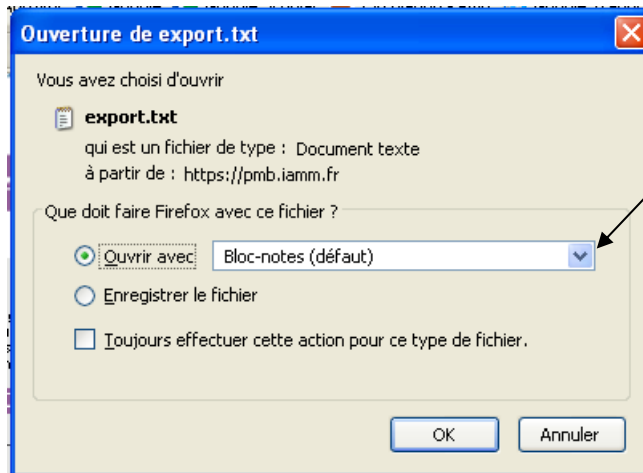 Ouverture de export.txt
Vous avez choisi d'ouvrir
export.txt
qui est un fichier de type : Document texte
à partir de : https://pmb.iamm.fr
Que doit faire Firefox avec ce fichier ?
Ouvrir avec Bloc-notes (défaut)
Enregistrer le fichier
Toujours effectuer cette action pour ce type de fichier.
OK Annuler